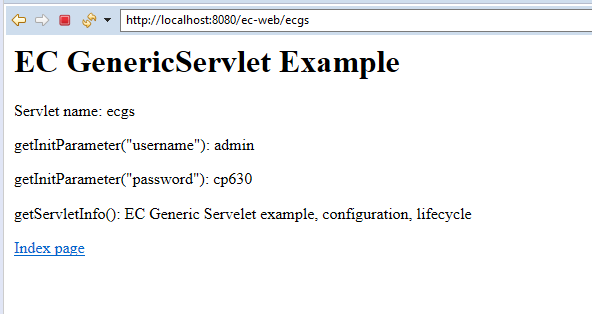 http://localhost:8080/ec-web/ecgs
EC GenericServlet Example
Servlet name: ecgs
getInitParameter("username"): admin
getInitParameter("password"): cp630
getServletInfo(): EC Generic Servelet example, configuration, lifecycle
Index page